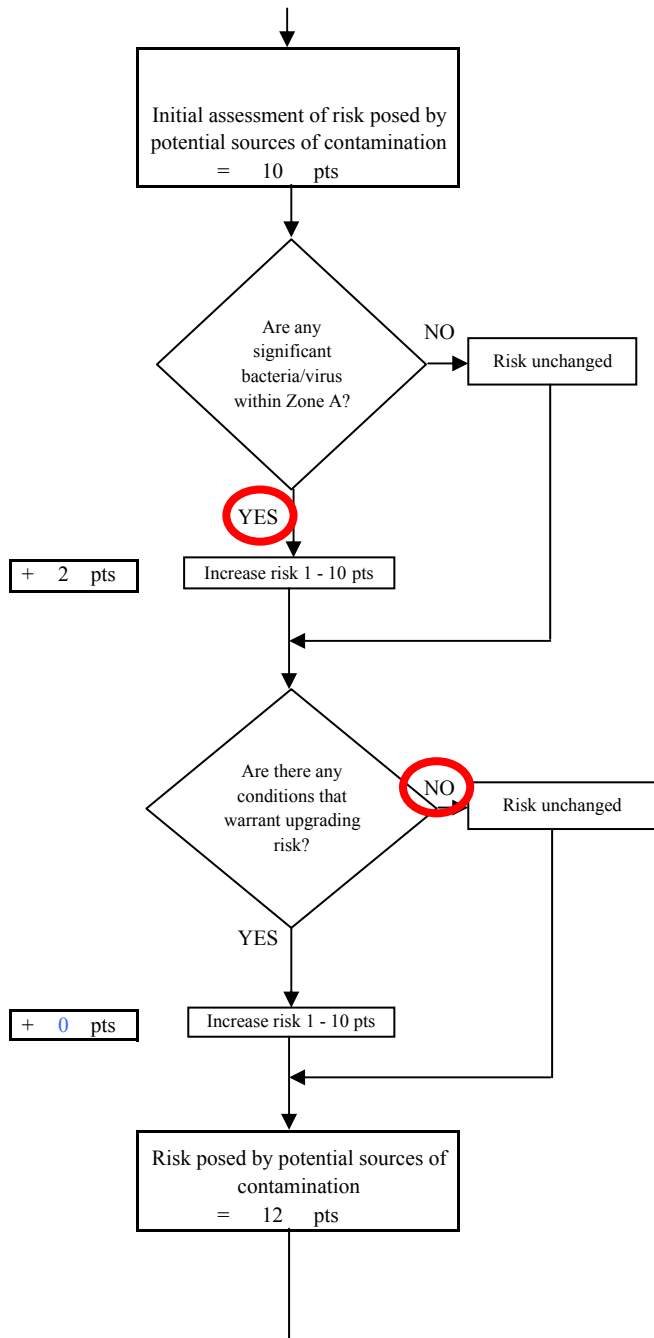 Initial assessment of risk posed by
potential sources of contamination
= 10 pts
Are any
significant
bacteria/virus
within Zone A?
NO
Risk unchanged
YES
+ 2 pts
Increase risk 1 - 10 pts
Are there any
conditions that
warrant upgrading
risk?
NO
Risk unchanged
YES
+ 0 pts
Increase risk 1 - 10 pts
Risk posed by potential sources of
contamination
= 12 pts